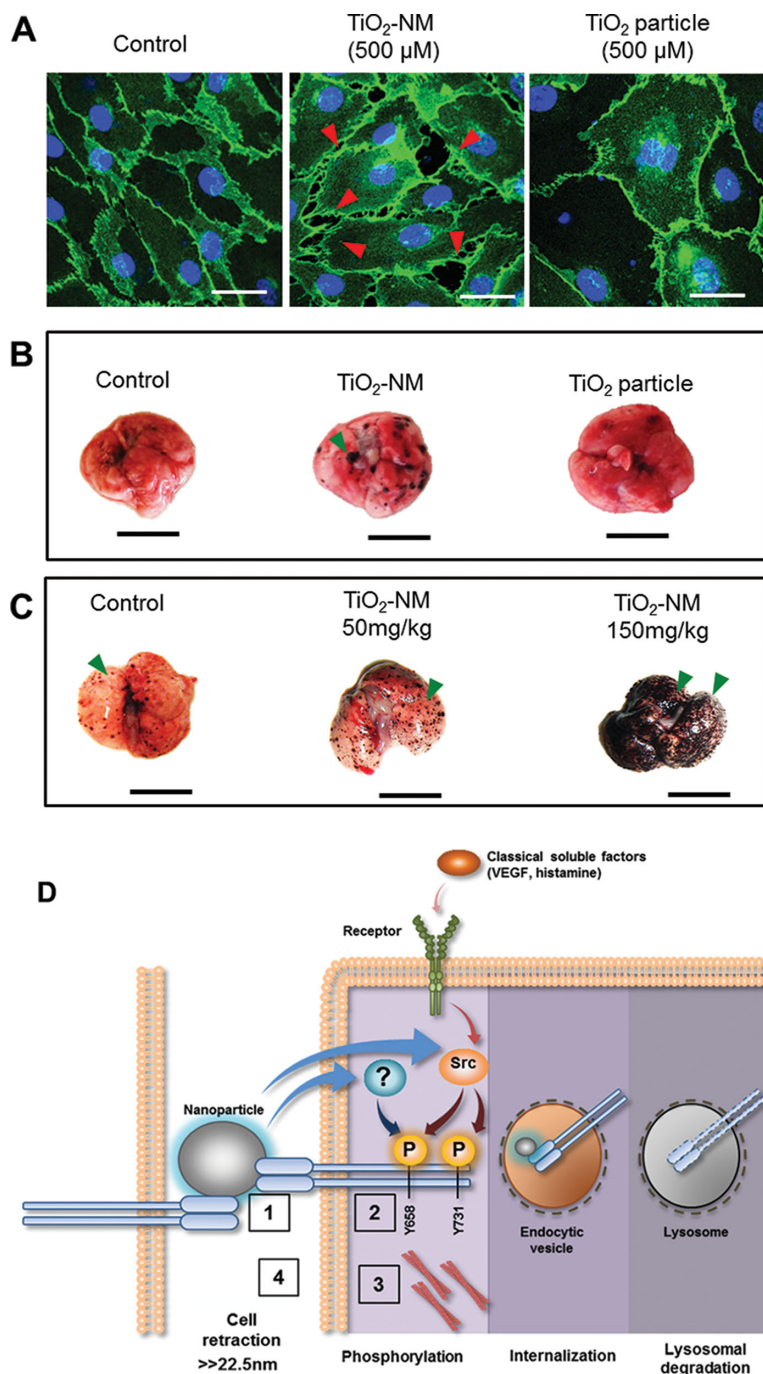 A
Control
TiO₂-NM
(500 µM)
TiO₂ particle
(500 µM)
B
Control
TiO₂-NM
TiO₂ particle
C
Control
TiO₂-NM
50mg/kg
TiO₂-NM
150mg/kg
D
Classical soluble factors
(VEGF, histamine)
Receptor
Src
?
Nanoparticle
P
P
1
2
Y658
Y731
Endocytic
vesicle
Lysosome
4
3
Cell
retraction
>>22.5nm
Phosphorylation
Internalization
Lysosomal
degradation